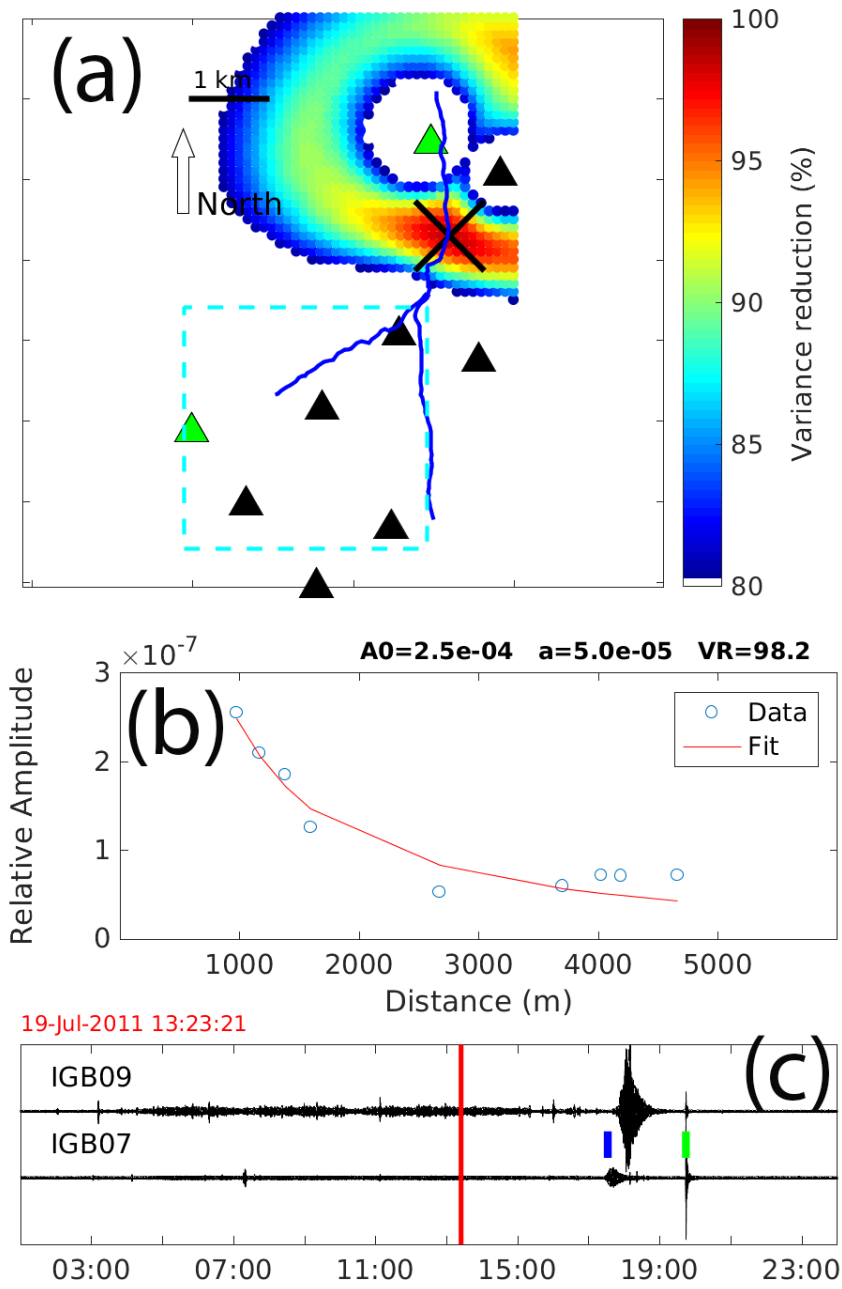 (a)
1 km
North
100
95
90
85
80
Variance reduction (%)
×10⁻⁷
A0=2.5e-04 a=5.0e-05 VR=98.2
(b)
3
2
1
0
Relative Amplitude
Data
Fit
1000 2000 3000 4000 5000
Distance (m)
19-Jul-2011 13:23:21
(c)
IGB09
IGB07
03:00 07:00 11:00 15:00 19:00 23:00